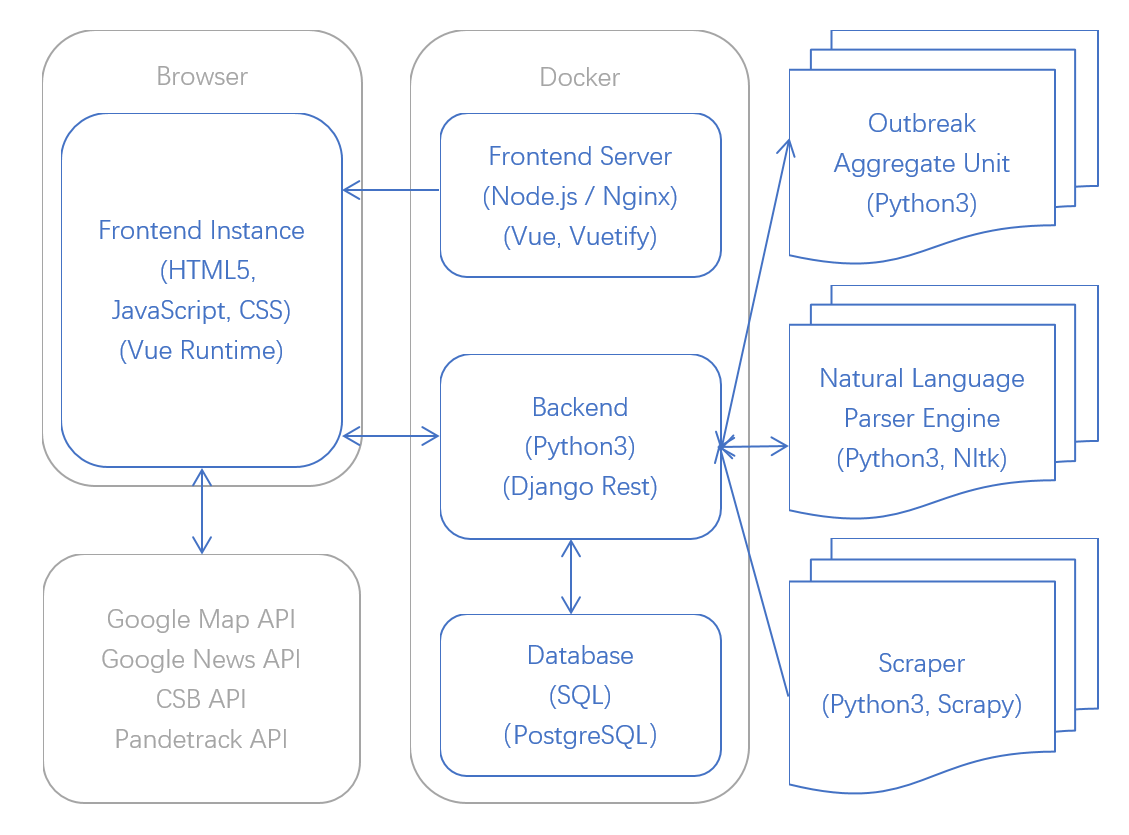 Browser
Frontend Instance
(HTML5,
JavaScript, CSS)
(Vue Runtime)
Google Map API
Google News API
CSB API
Pandetrack API
Docker
Frontend Server
(Node.js / Nginx)
(Vue, Vuetify)
Backend
(Python3)
(Django Rest)
Database
(SQL)
(PostgreSQL)
Outbreak
Aggregate Unit
(Python3)
Natural Language
Parser Engine
(Python3, Nltk)
Scraper
(Python3, Scrapy)